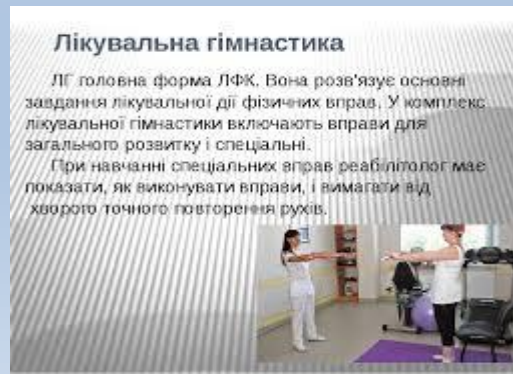 Лікувальна гімнастика
ЛГ головна форма ЛФК. Вона розв'язує основні
завдання лікувальної дії фізичних вправ. У комплекс
лікувальної гімнастики включають вправи для
загального розвитку і спеціальні.
При навчанні спеціальних вправ реабілітолог має
показати, як виконувати вправи, і вимагати від
хворого точного повторення рухів.